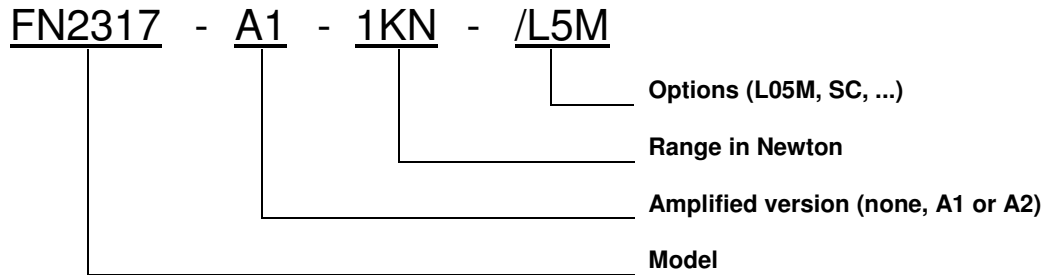 FN2317 - A1 - 1KN - /L5M
Options (L05M, SC, ...)
Range in Newton
Amplified version (none, A1 or A2)
Model